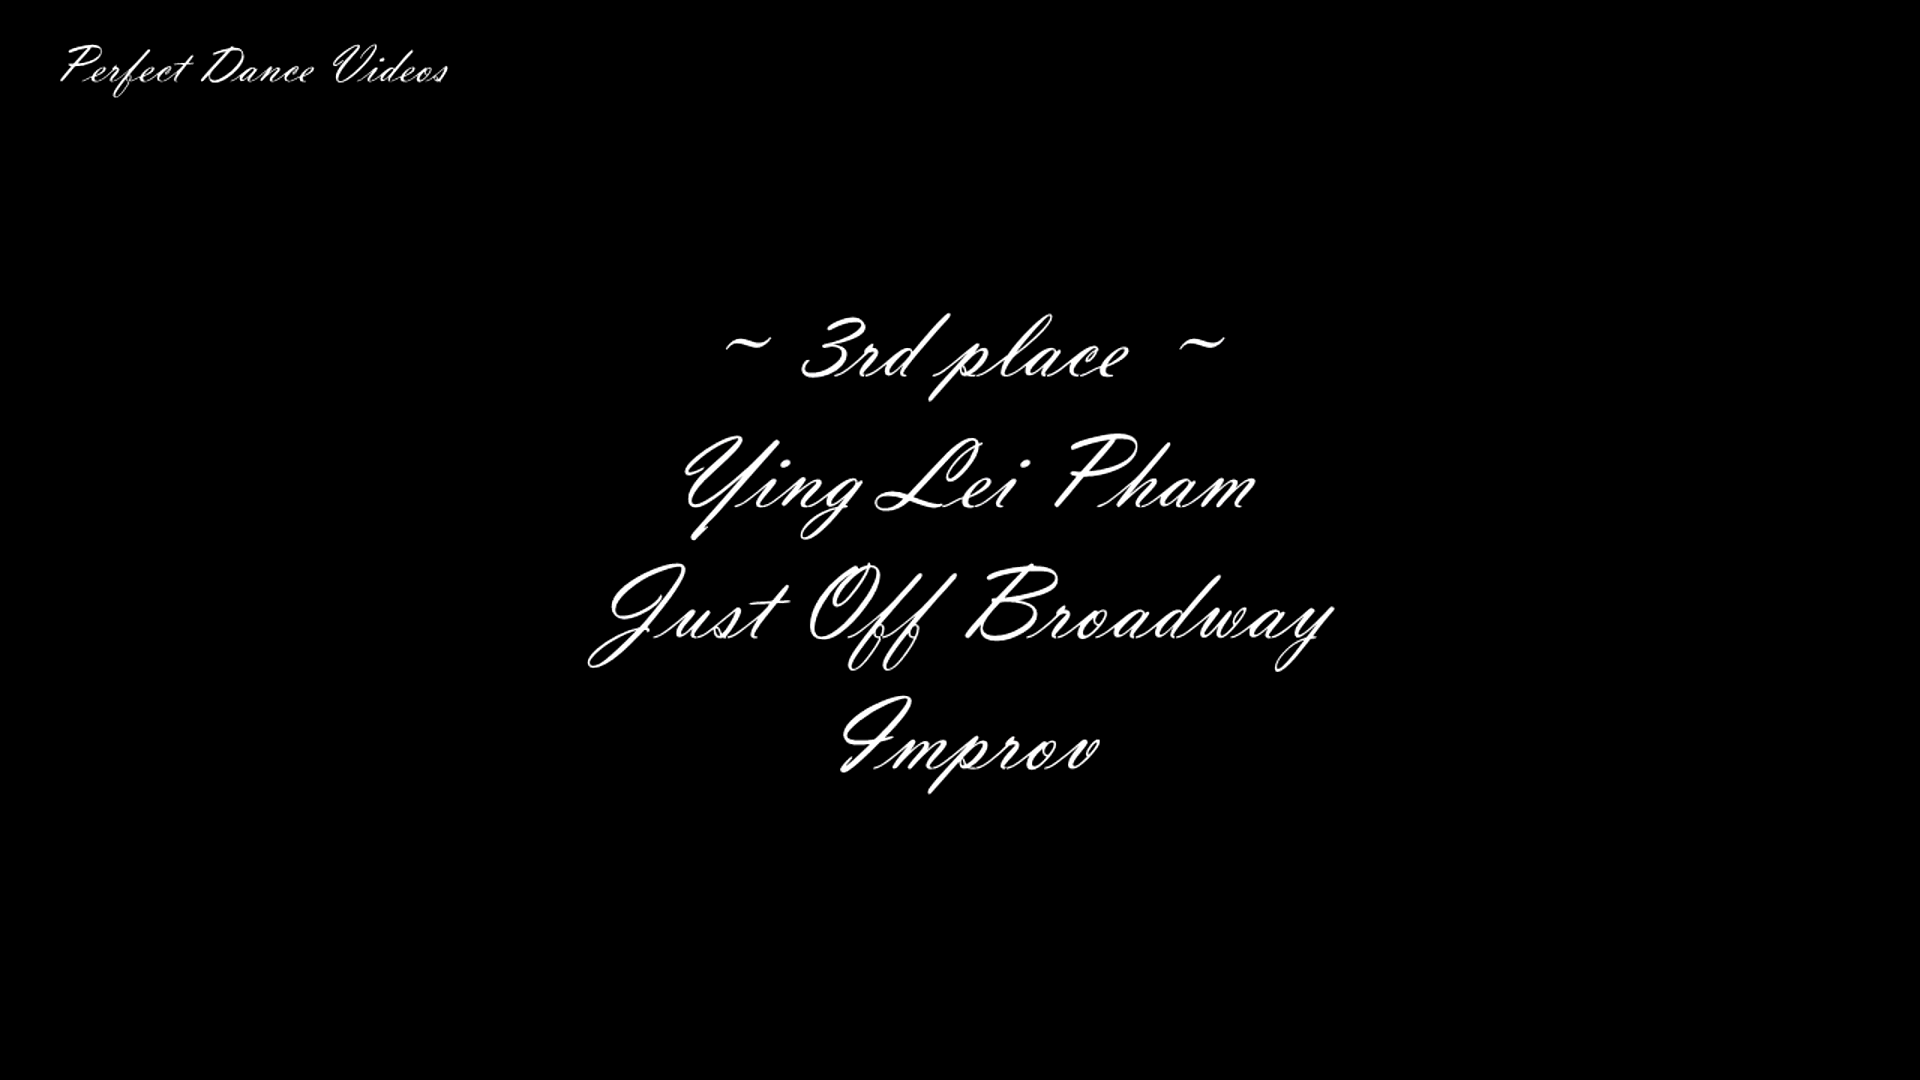 Perfect Dance Videos
~ 3rd place ~
Ying Lei Pham
Just Off Broadway
Improv